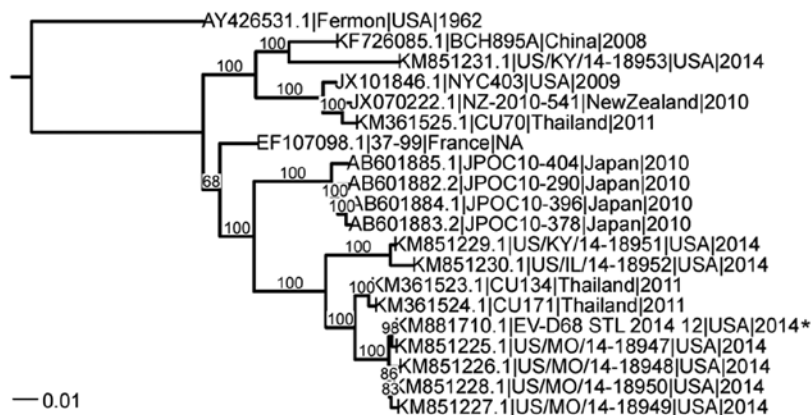 AY426531.1|Fermon|USA|1962
100 KF726085.1|BCH895A|China|2008
KM851231.1|US/KY/14-18953|USA|2014
100
JX101846.1|NYC403|USA|2009
100
100 JX070222.1|NZ-2010-541|NewZealand|2010
KM361525.1|CU70|Thailand|2011
EF107098.1|37-99|France|NA
68
100 AB601885.1|JPOC10-404|Japan|2010
100 AB601882.2|JPOC10-290|Japan|2010
100 AB601884.1|JPOC10-396|Japan|2010
100 AB601883.2|JPOC10-378|Japan|2010
100 KM851229.1|US/KY/14-18951|USA|2014
KM851230.1|US/IL/14-18952|USA|2014
100
100 KM361523.1|CU134|Thailand|2011
KM361524.1|CU171|Thailand|2011
100
98 KM881710.1|EV-D68 STL 2014 12|USA|2014*
100 KM851225.1|US/MO/14-18947|USA|2014
86 KM851226.1|US/MO/14-18948|USA|2014
83 KM851228.1|US/MO/14-18950|USA|2014
KM851227.1|US/MO/14-18949|USA|2014
0.01